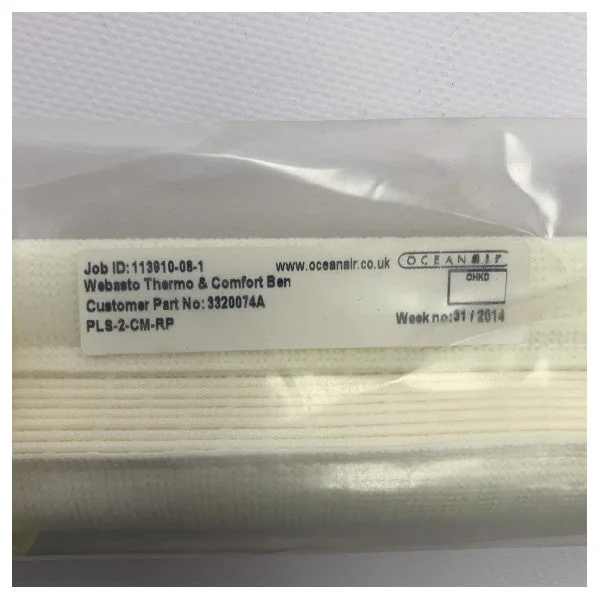 Job ID: 113910-08-1
www.oceanair.co.uk
OCEANAIR
Webasto Thermo & Comfort Ben
CHKD
Customer Part No: 3320074A
PLS-2-CM-RP
Week no: 31 / 2014